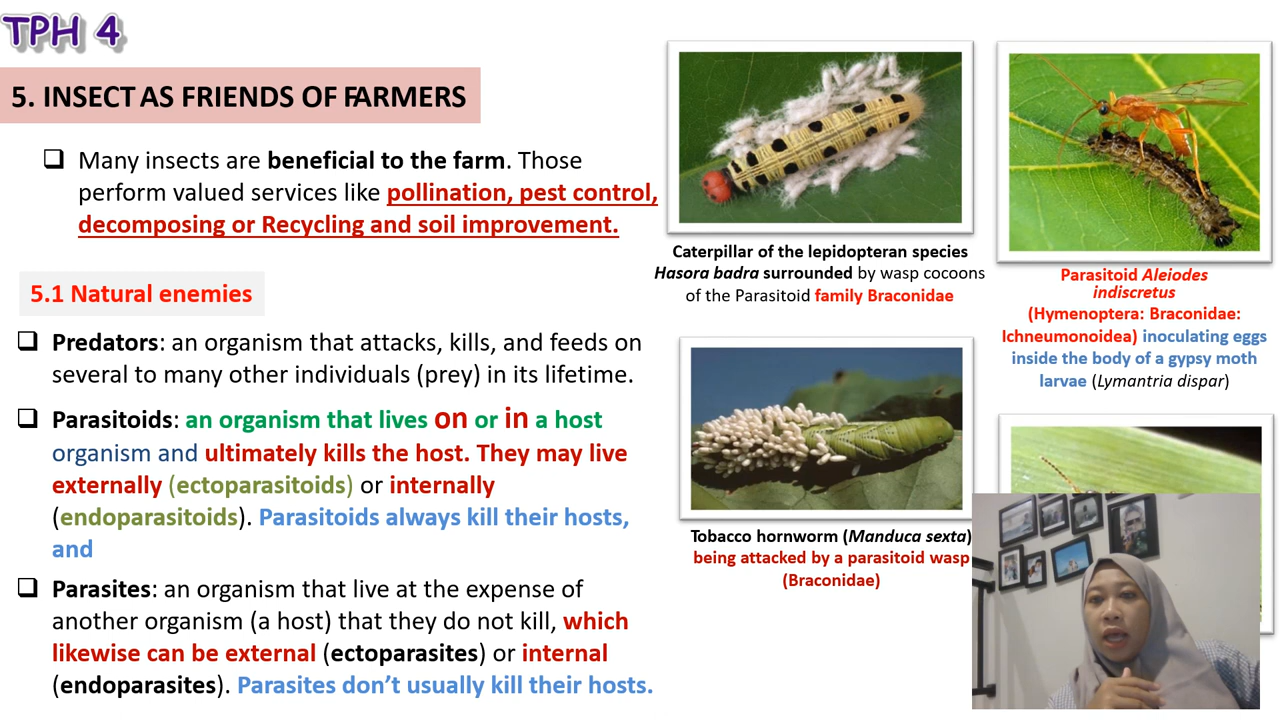 TPH 4
5. INSECT AS FRIENDS OF FARMERS
Many insects are beneficial to the farm. Those
perform valued services like pollination, pest control,
decomposing or Recycling and soil improvement.
5.1 Natural enemies
Predators: an organism that attacks, kills, and feeds on
several to many other individuals (prey) in its lifetime.
Parasitoids: an organism that lives on or in a host
organism and ultimately kills the host. They may live
externally (ectoparasitoids) or internally
(endoparasitoids). Parasitoids always kill their hosts,
and
Parasites: an organism that live at the expense of
another organism (a host) that they do not kill, which
likewise can be external (ectoparasites) or internal
(endoparasites). Parasites don’t usually kill their hosts.
Caterpillar of the lepidopteran species
Hasora badra surrounded by wasp cocoons
of the Parasitoid family Braconidae
Parasitoid Aleiodes
indiscretus
(Hymenoptera: Braconidae:
Ichneumonoidea) inoculating eggs
inside the body of a gypsy moth
larvae (Lymantria dispar)
Tobacco hornworm (Manduca sexta)
being attacked by a parasitoid wasp
(Braconidae)